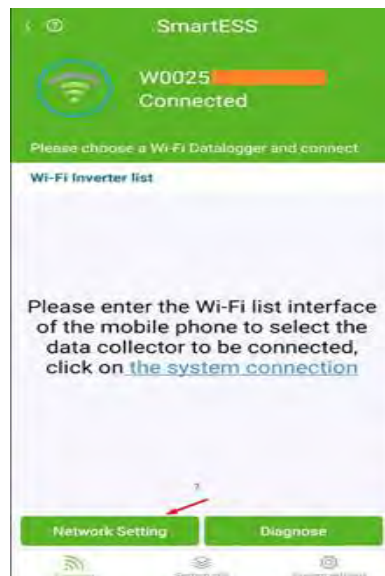 SmartESS
W0025
Connected
Please choose a Wi-Fi Datalogger and connect
Wi-Fi Inverter list
Please enter the Wi-Fi list interface
of the mobile phone to select the
data collector to be connected,
click on the system connection
Network Setting
Diagnose